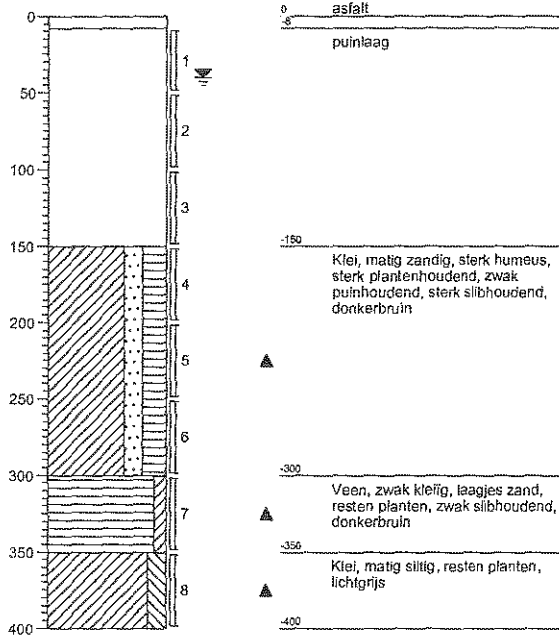 0
0
asfalt
-8
puinlaag
1
50
2
100
3
150
-150
Klei, matig zandig, sterk humeus,
sterk plantenhoudend, zwak
puinhoudend, sterk slibhoudend,
donkerbruin
4
200
5
250
6
300
-300
Veen, zwak kleiïg, laagjes zand,
resten planten, zwak slibhoudend,
donkerbruin
7
350
-350
Klei, matig siltig, resten planten,
lichtgrijs
8
400
-400